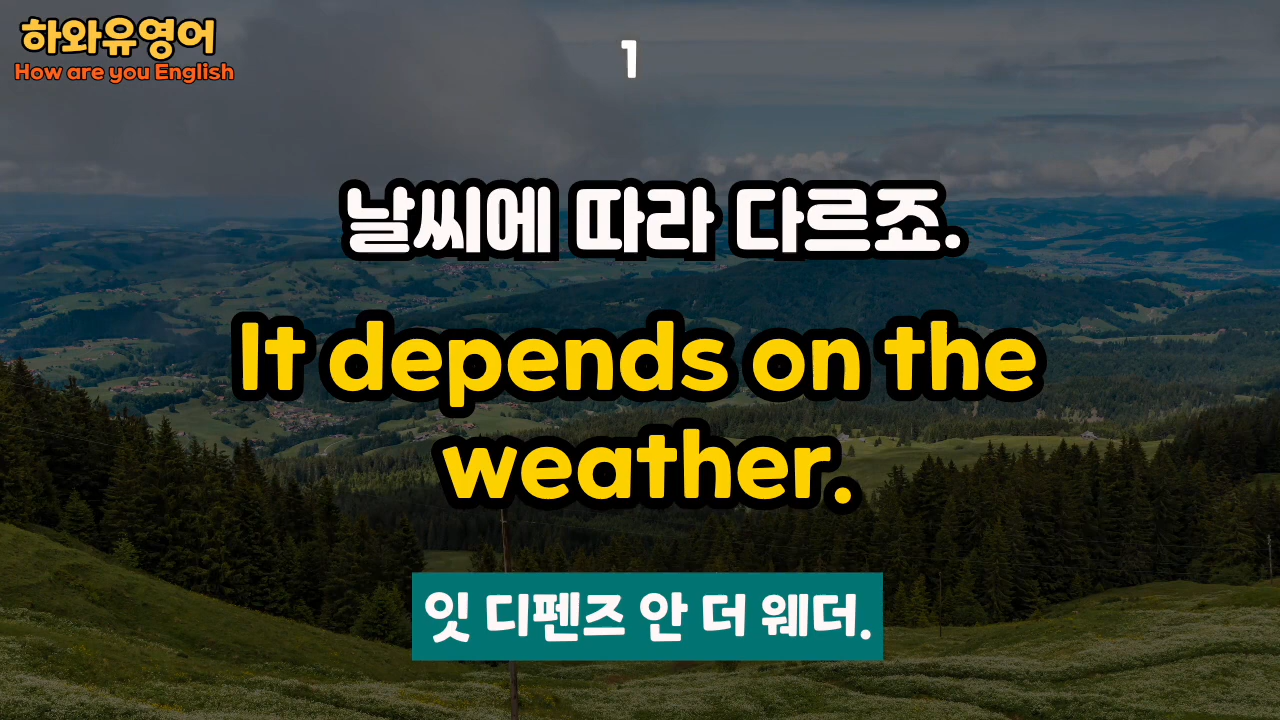 하와유영어
How are you English
1
날씨에 따라 다르죠.
It depends on the
weather.
잇 디펜즈 안 더 웨더.